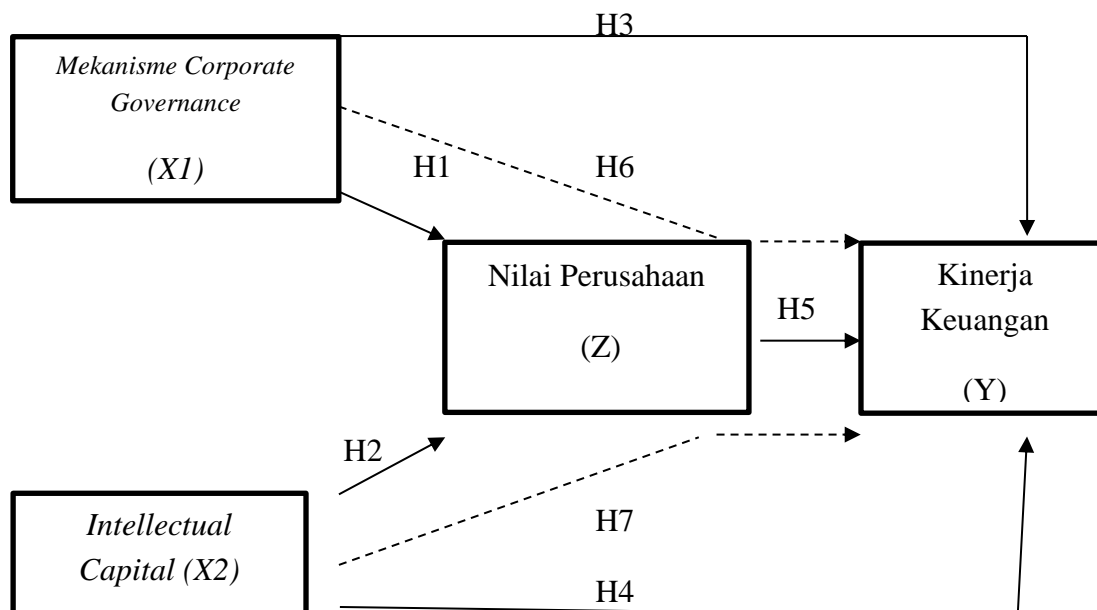 H3
Mekanisme Corporate
Governance
(X1)
H1
H6
Nilai Perusahaan
(Z)
H5
Kinerja
Keuangan
(Y)
H2
Intellectual
Capital (X2)
H7
H4